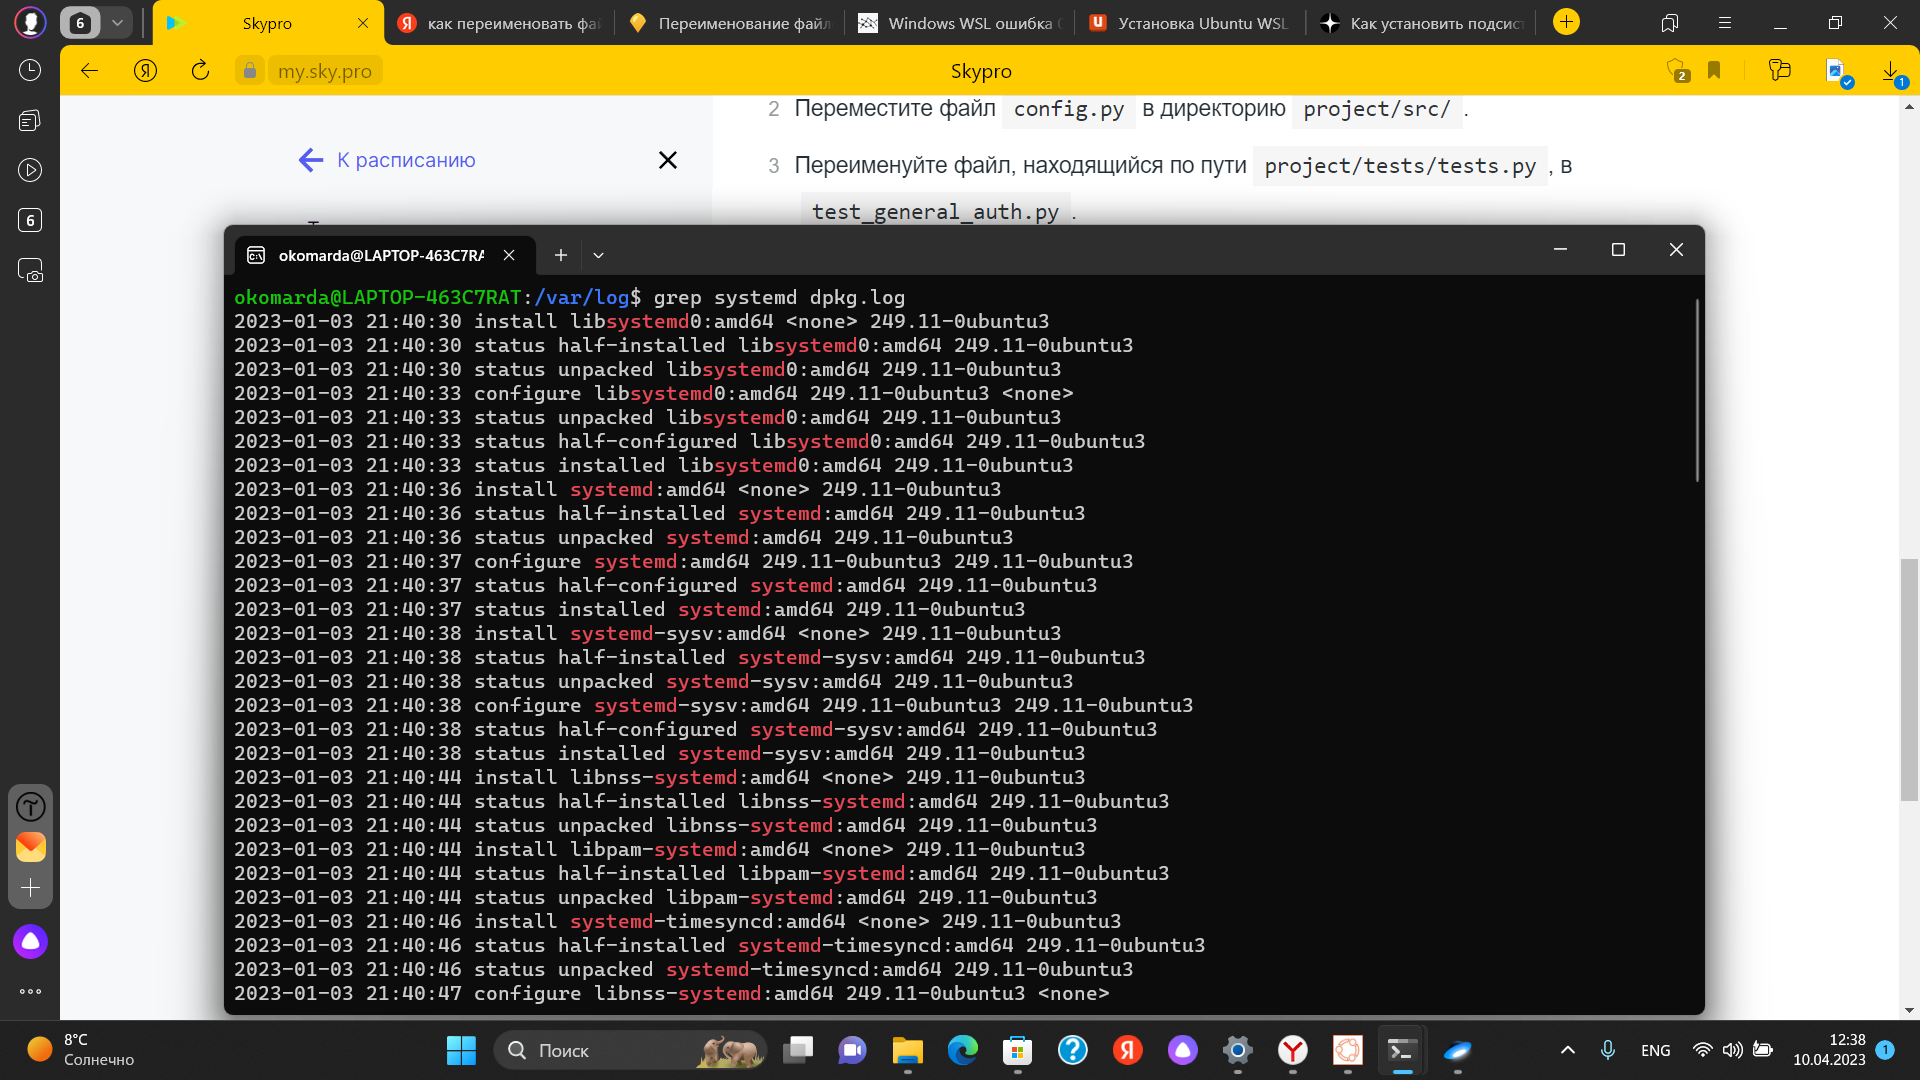 6
Skypro
как переименовать фа
Переименование файл
Windows WSL ошибка
Установка Ubuntu WSL
Как установить подсист
my.sky.pro
Skypro
2
1
6
К расписанию
2 Переместите файл config.py в директорию project/src/ .
3 Переименуйте файл, находящийся по пути project/tests/tests.py , в
test_general_auth.py .
okomarda@LAPTOP-463C7RA
okomarda@LAPTOP-463C7RAT:/var/log$ grep systemd dpkg.log
2023-01-03 21:40:30 install libsystemd0:amd64 <none> 249.11-0ubuntu3
2023-01-03 21:40:30 status half-installed libsystemd0:amd64 249.11-0ubuntu3
2023-01-03 21:40:30 status unpacked libsystemd0:amd64 249.11-0ubuntu3
2023-01-03 21:40:33 configure libsystemd0:amd64 249.11-0ubuntu3 <none>
2023-01-03 21:40:33 status unpacked libsystemd0:amd64 249.11-0ubuntu3
2023-01-03 21:40:33 status half-configured libsystemd0:amd64 249.11-0ubuntu3
2023-01-03 21:40:33 status installed libsystemd0:amd64 249.11-0ubuntu3
2023-01-03 21:40:36 install systemd:amd64 <none> 249.11-0ubuntu3
2023-01-03 21:40:36 status half-installed systemd:amd64 249.11-0ubuntu3
2023-01-03 21:40:36 status unpacked systemd:amd64 249.11-0ubuntu3
2023-01-03 21:40:37 configure systemd:amd64 249.11-0ubuntu3 249.11-0ubuntu3
2023-01-03 21:40:37 status half-configured systemd:amd64 249.11-0ubuntu3
2023-01-03 21:40:37 status installed systemd:amd64 249.11-0ubuntu3
2023-01-03 21:40:38 install systemd-sysv:amd64 <none> 249.11-0ubuntu3
2023-01-03 21:40:38 status half-installed systemd-sysv:amd64 249.11-0ubuntu3
2023-01-03 21:40:38 status unpacked systemd-sysv:amd64 249.11-0ubuntu3
2023-01-03 21:40:38 configure systemd-sysv:amd64 249.11-0ubuntu3 249.11-0ubuntu3
2023-01-03 21:40:38 status half-configured systemd-sysv:amd64 249.11-0ubuntu3
2023-01-03 21:40:38 status installed systemd-sysv:amd64 249.11-0ubuntu3
2023-01-03 21:40:44 install libnss-systemd:amd64 <none> 249.11-0ubuntu3
2023-01-03 21:40:44 status half-installed libnss-systemd:amd64 249.11-0ubuntu3
2023-01-03 21:40:44 status unpacked libnss-systemd:amd64 249.11-0ubuntu3
2023-01-03 21:40:44 install libpam-systemd:amd64 <none> 249.11-0ubuntu3
2023-01-03 21:40:44 status half-installed libpam-systemd:amd64 249.11-0ubuntu3
2023-01-03 21:40:44 status unpacked libpam-systemd:amd64 249.11-0ubuntu3
2023-01-03 21:40:46 install systemd-timesyncd:amd64 <none> 249.11-0ubuntu3
2023-01-03 21:40:46 status half-installed systemd-timesyncd:amd64 249.11-0ubuntu3
2023-01-03 21:40:46 status unpacked systemd-timesyncd:amd64 249.11-0ubuntu3
2023-01-03 21:40:47 configure libnss-systemd:amd64 249.11-0ubuntu3 <none>
8°C
Солнечно
Поиск
ENG
12:38
10.04.2023
1